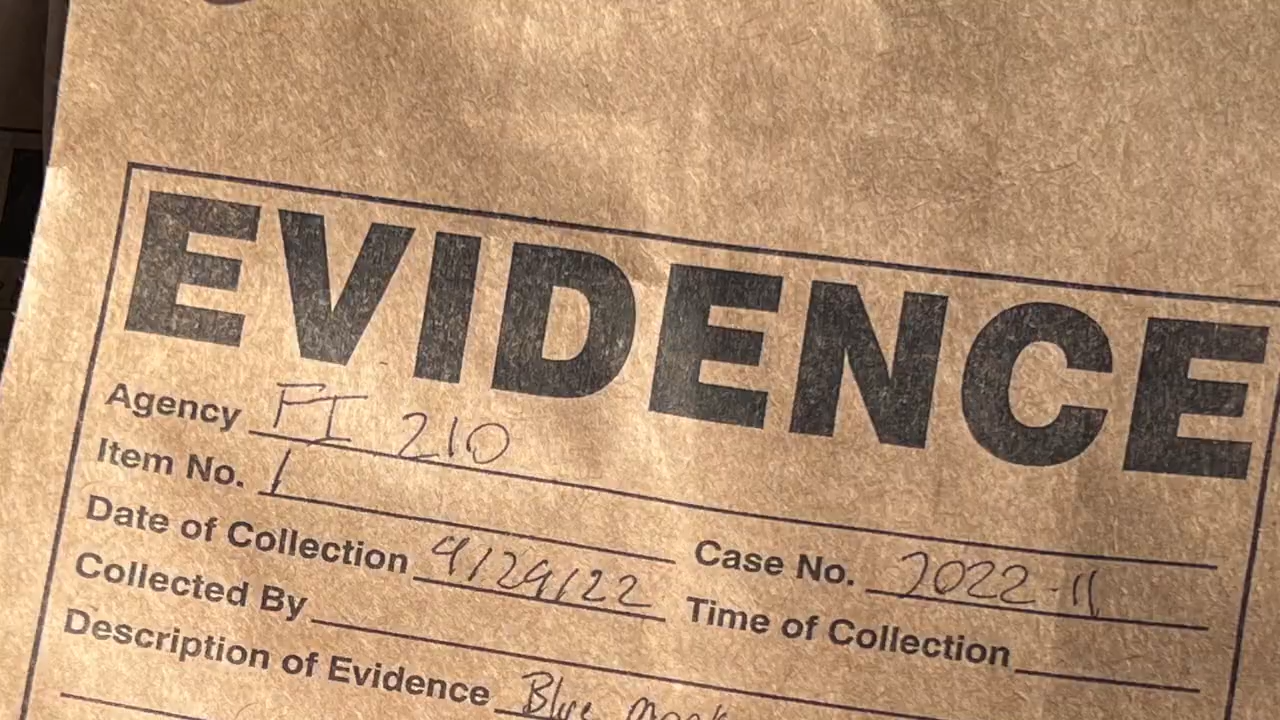 EVIDENCE
Agency FI 210
Item No. 1
Case No. 2022-11
Date of Collection 9/29/22
Time of Collection
Collected By
Description of Evidence Blue